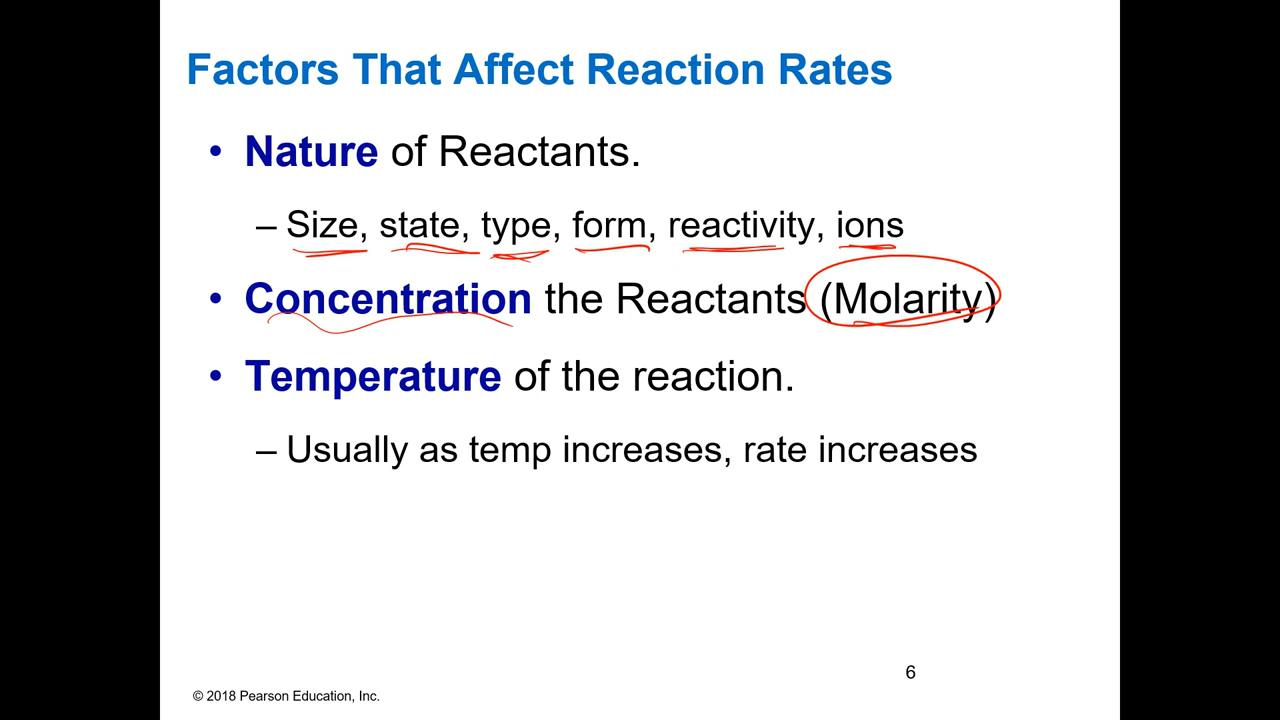 Factors That Affect Reaction Rates
• Nature of Reactants.
– Size, state, type, form, reactivity, ions
• Concentration the Reactants (Molarity)
• Temperature of the reaction.
– Usually as temp increases, rate increases
6
© 2018 Pearson Education, Inc.